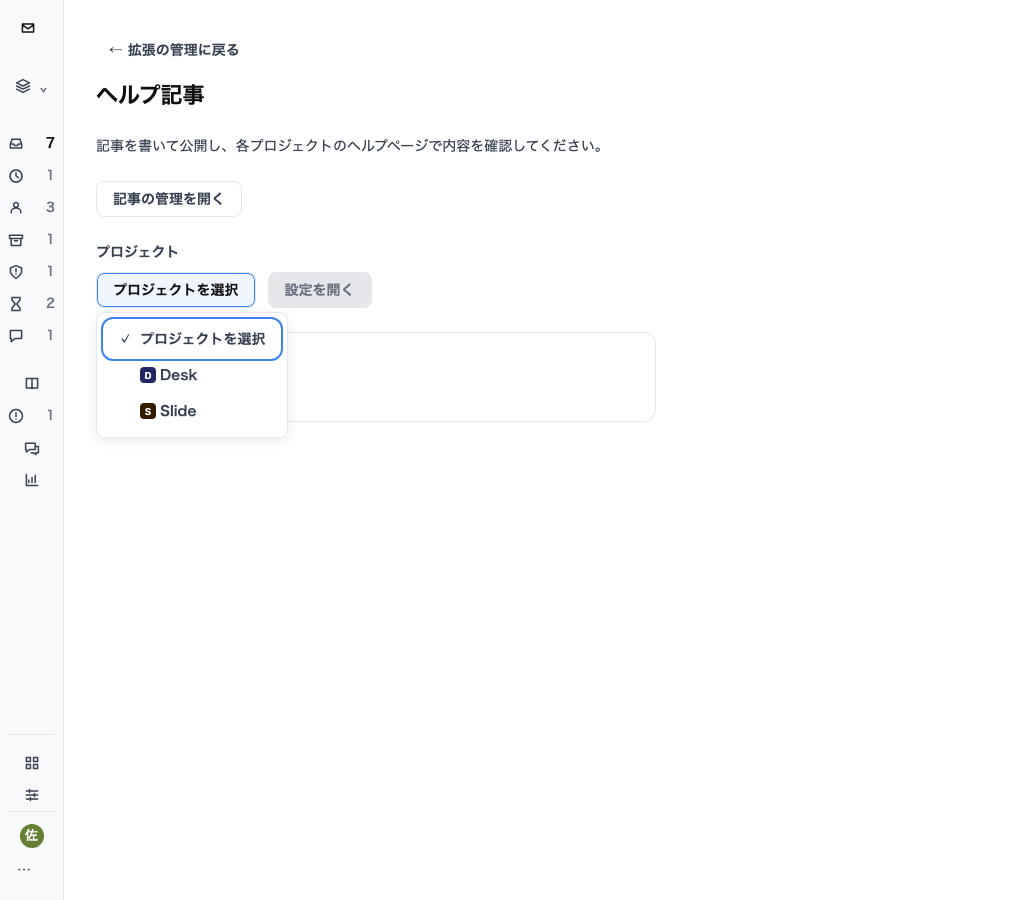 ← 拡張の管理に戻る
ヘルプ記事
記事を書いて公開し、各プロジェクトのヘルプページで内容を確認してください。
記事の管理を開く
プロジェクト
プロジェクトを選択
設定を開く
✓ プロジェクトを選択
D Desk
S Slide
7
1
3
1
1
2
1
1
佐
…